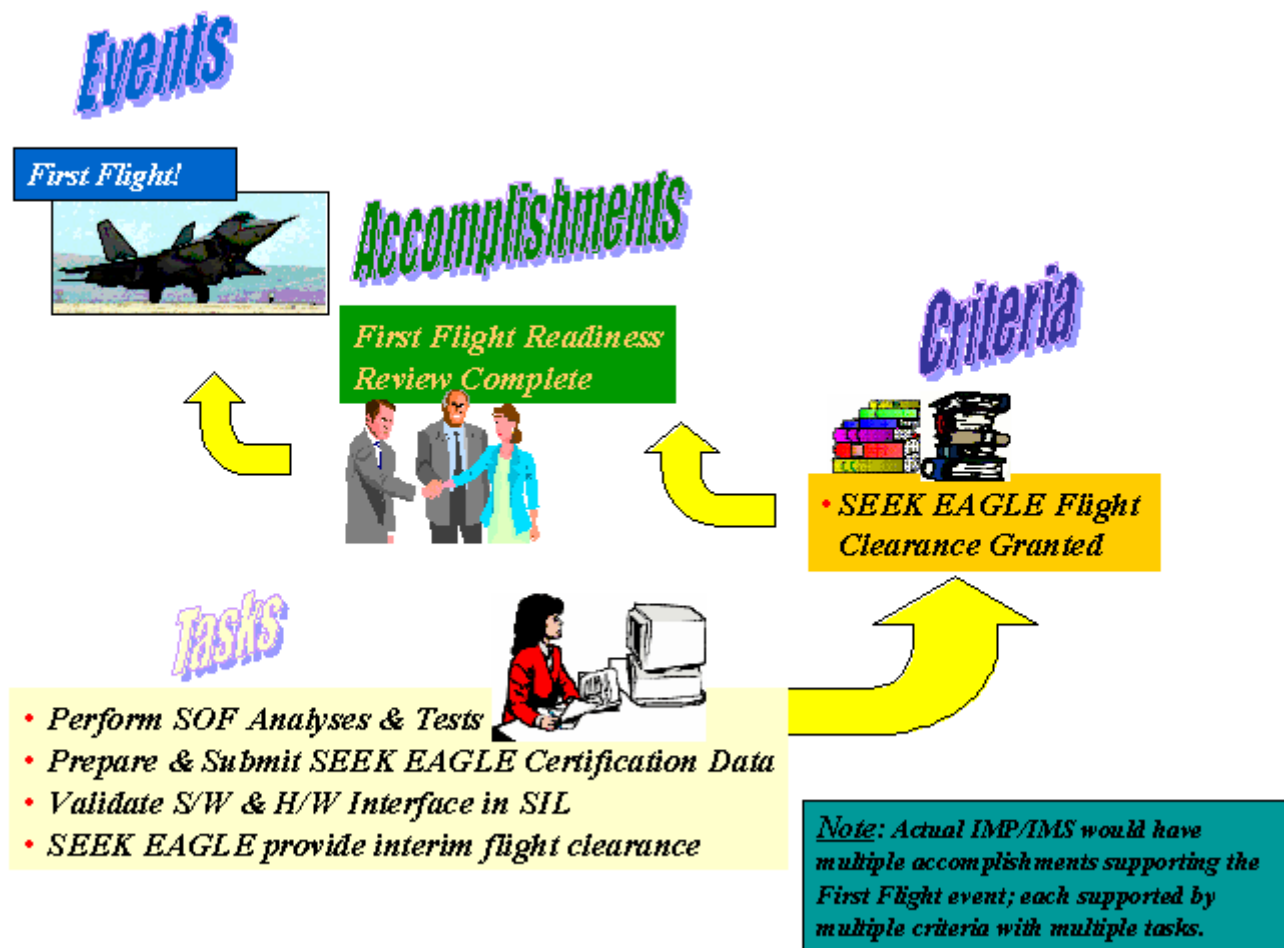 Events
First Flight!
Accomplishments
First Flight Readiness
Review Complete
Criteria
• SEEK EAGLE Flight
Clearance Granted
Tasks
• Perform SOF Analyses & Tests
• Prepare & Submit SEEK EAGLE Certification Data
• Validate S/W & H/W Interface in SIL
• SEEK EAGLE provide interim flight clearance
Note: Actual IMP/IMS would have
multiple accomplishments supporting the
First Flight event; each supported by
multiple criteria with multiple tasks.